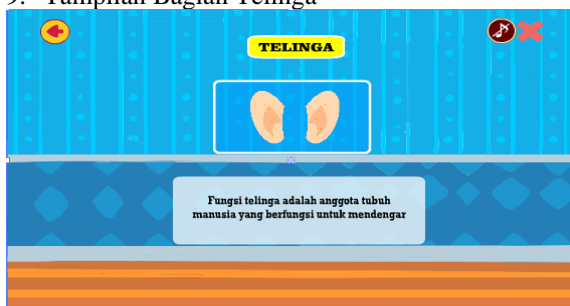 9. Tampilan Bagian Telinga
TELINGA
Fungsi telinga adalah anggota tubuh
manusia yang berfungsi untuk mendengar